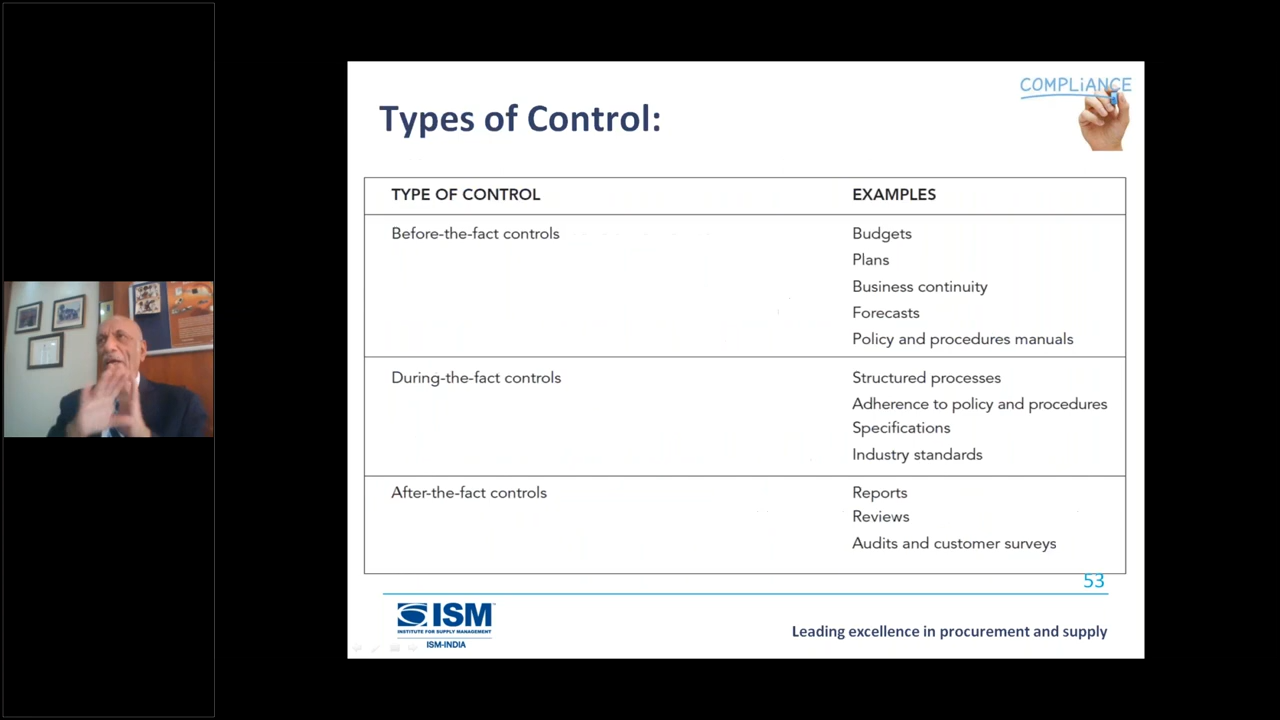 COMPLiANCE
Types of Control:
TYPE OF CONTROL EXAMPLES
Before-the-fact controls Budgets
Plans
Business continuity
Forecasts
Policy and procedures manuals
During-the-fact controls Structured processes
Adherence to policy and procedures
Specifications
Industry standards
After-the-fact controls Reports
Reviews
Audits and customer surveys
53
ISM
INSTITUTE FOR SUPPLY MANAGEMENT
ISM-INDIA
Leading excellence in procurement and supply